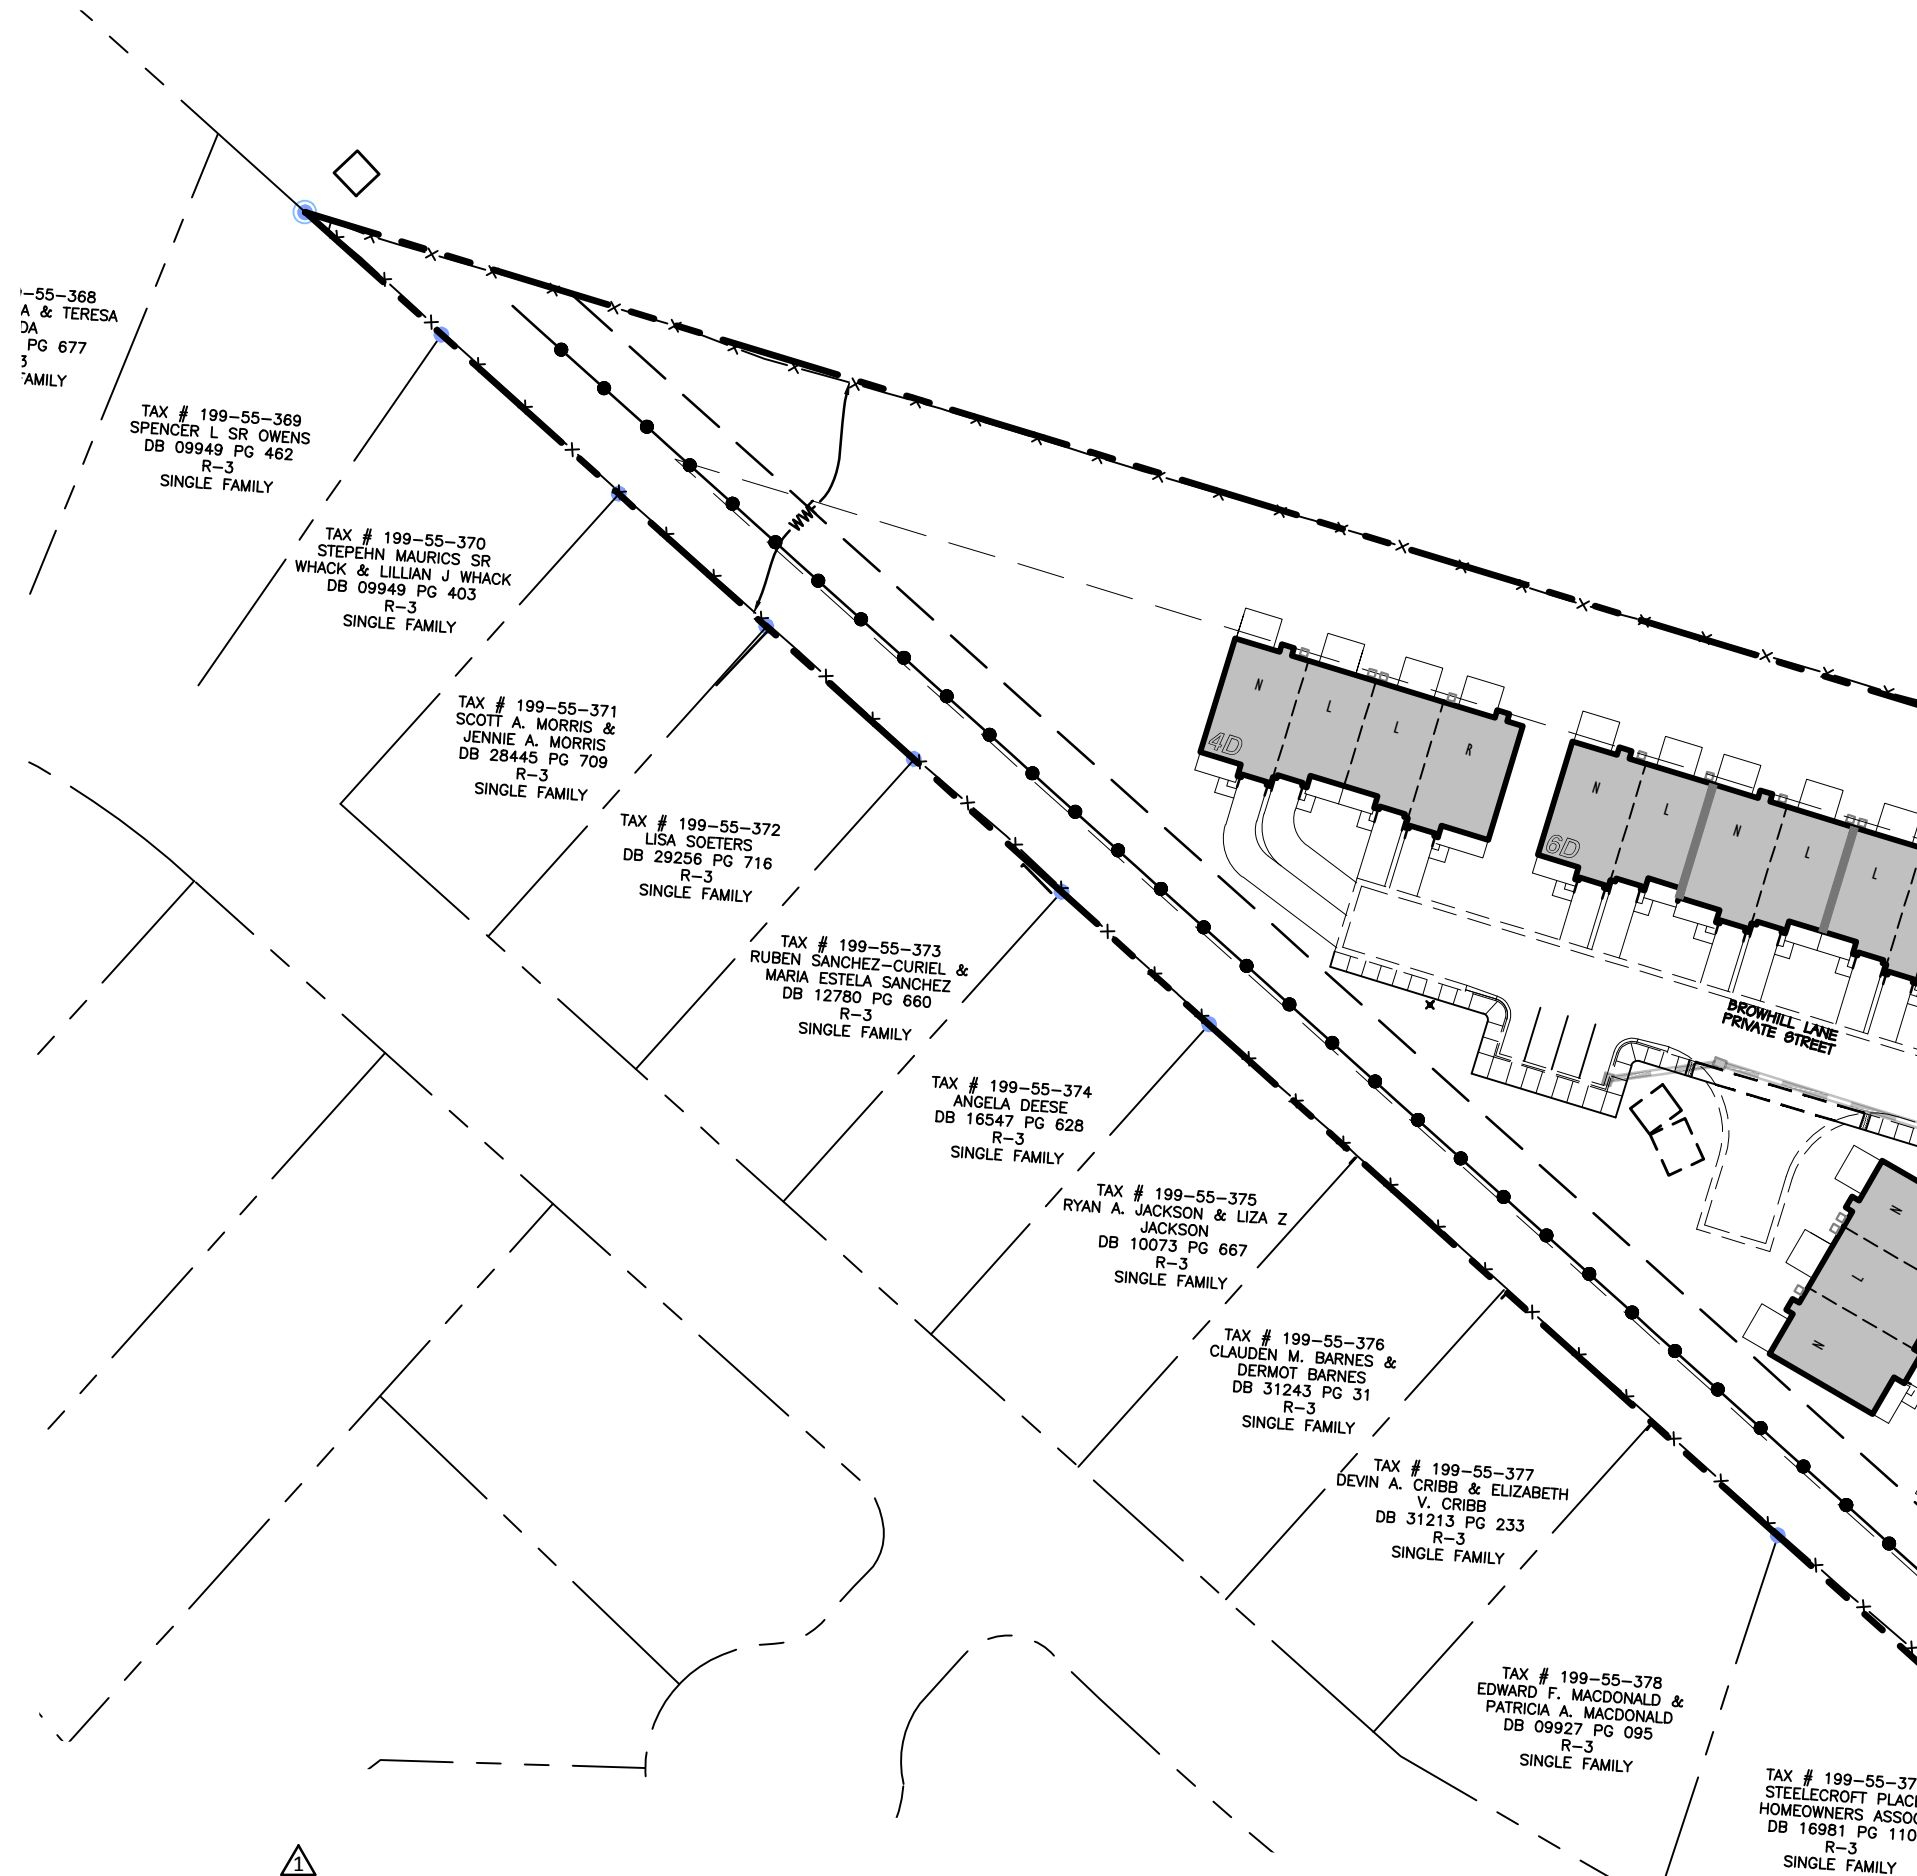 -55-368
A & TERESA
DA
PG 677
3
FAMILY
TAX # 199-55-369
SPENCER L SR OWENS
DB 09949 PG 462
R-3
SINGLE FAMILY
TAX # 199-55-370
STEPEHN MAURICS SR
WHACK & LILLIAN J WHACK
DB 09949 PG 403
R-3
SINGLE FAMILY
TAX # 199-55-371
SCOTT A. MORRIS &
JENNIE A. MORRIS
DB 28445 PG 709
R-3
SINGLE FAMILY
TAX # 199-55-372
LISA SOETERS
DB 29256 PG 716
R-3
SINGLE FAMILY
TAX # 199-55-373
RUBEN SANCHEZ-CURIEL &
MARIA ESTELA SANCHEZ
DB 12780 PG 660
R-3
SINGLE FAMILY
TAX # 199-55-374
ANGELA DEESE
DB 16547 PG 628
R-3
SINGLE FAMILY
TAX # 199-55-375
RYAN A. JACKSON & LIZA Z
JACKSON
DB 10073 PG 667
R-3
SINGLE FAMILY
TAX # 199-55-376
CLAUDEN M. BARNES &
DERMOT BARNES
DB 31243 PG 31
R-3
SINGLE FAMILY
TAX # 199-55-377
DEVIN A. CRIBB & ELIZABETH
V. CRIBB
DB 31213 PG 233
R-3
SINGLE FAMILY
TAX # 199-55-378
EDWARD F. MACDONALD &
PATRICIA A. MACDONALD
DB 09927 PG 095
R-3
SINGLE FAMILY
TAX # 199-55-37
STEELECROFT PLAC
HOMEOWNERS ASSOC
DB 16981 PG 110
R-3
SINGLE FAMILY
N
L
L
R
4D
N
L
N
L
L
6D
BROWHILL LANE
PRIVATE STREET
N
L
N
1